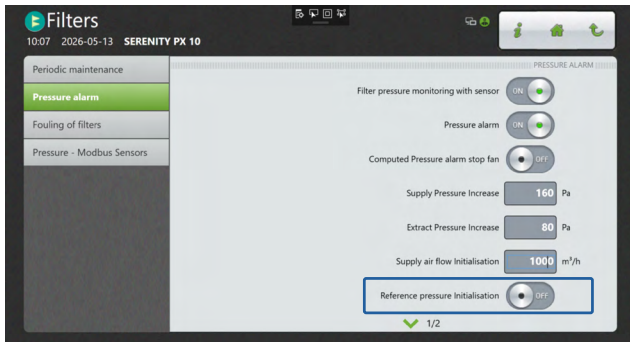 Filters
10:07 2026-05-13 SERENITY PX 10
Periodic maintenance
Pressure alarm
Fouling of filters
Pressure - Modbus Sensors
PRESSURE ALARM
Filter pressure monitoring with sensor ON
Pressure alarm ON
Computed Pressure alarm stop fan OFF
Supply Pressure Increase 160 Pa
Extract Pressure Increase 80 Pa
Supply air flow Initialisation 1000 m³/h
Reference pressure Initialisation OFF
1/2